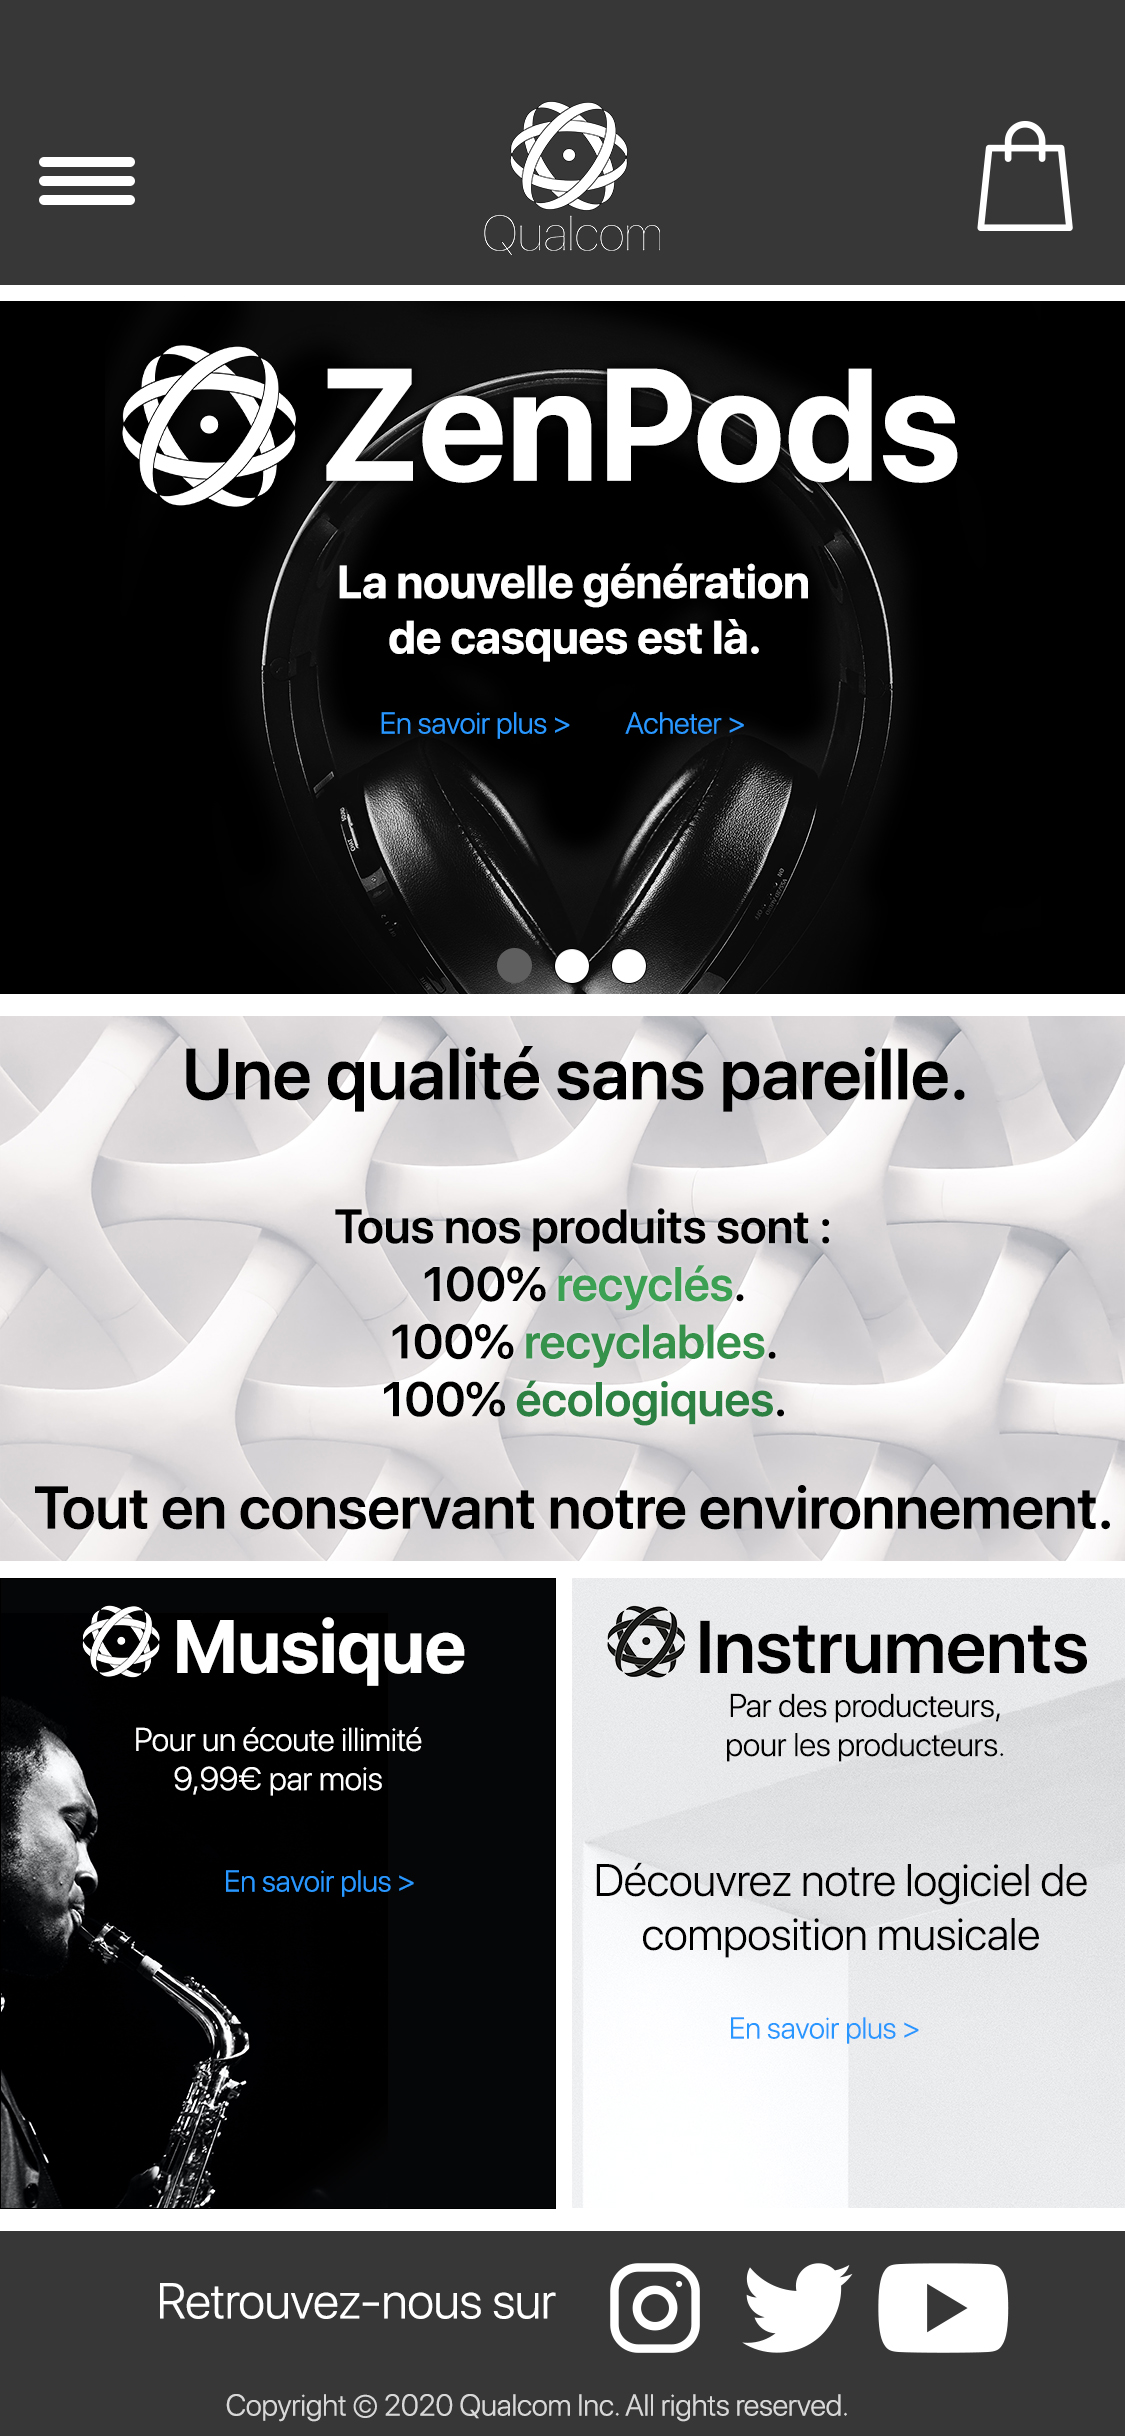 Qualcom
ZenPods
La nouvelle génération
de casques est là.
En savoir plus >
Acheter >
Une qualité sans pareille.
Tous nos produits sont :
100% recyclés.
100% recyclables.
100% écologiques.
Tout en conservant notre environnement.
Musique
Pour un écoute illimité
9,99€ par mois
En savoir plus >
Instruments
Par des producteurs,
pour les producteurs.
Découvrez notre logiciel de
composition musicale
En savoir plus >
Retrouvez-nous sur
Copyright © 2020 Qualcom Inc. All rights reserved.